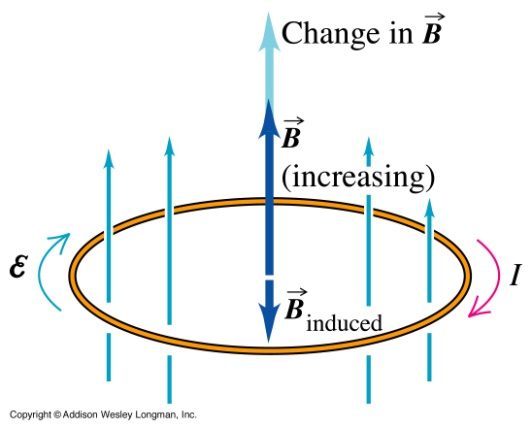 Change in B⃗
B⃗
(increasing)
ℰ
I
B⃗induced
Copyright © Addison Wesley Longman, Inc.